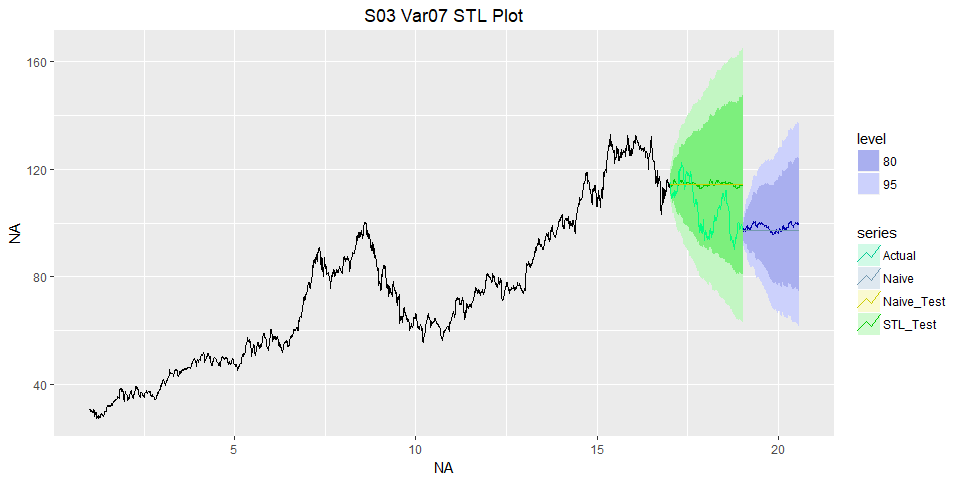 S03 Var07 STL Plot
NA
160
120
80
40
5
10
15
20
NA
level
80
95
series
Actual
Naive
Naive_Test
STL_Test